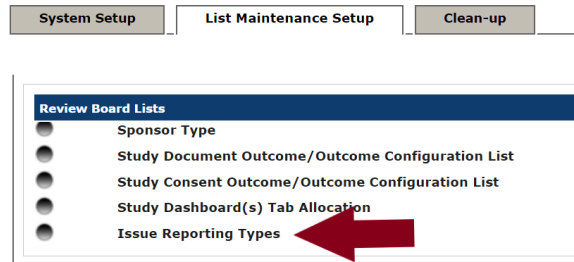 System Setup
List Maintenance Setup
Clean-up
Review Board Lists
Sponsor Type
Study Document Outcome/Outcome Configuration List
Study Consent Outcome/Outcome Configuration List
Study Dashboard(s) Tab Allocation
Issue Reporting Types